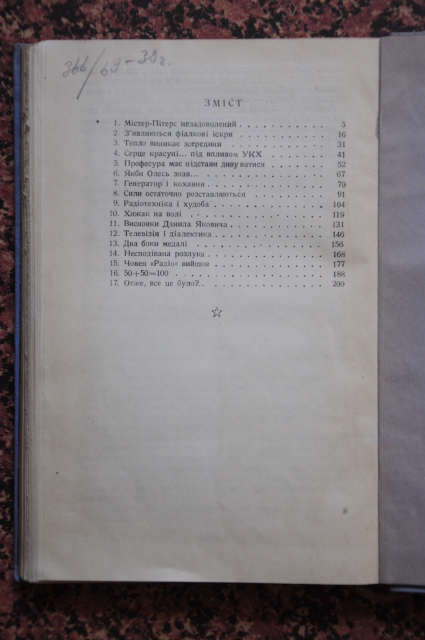 366/69-38г.
ЗМІСТ
1. Містер-Пітерс незадоволений . . . . . . . . . . 5
2. З'являються фіалкові іскри . . . . . . . . . . 16
3. Тепло виникає зсередини . . . . . . . . . . 31
4. Серце красуні... під впливом УКХ . . . . . . . . . . 41
5. Професура має підстави дивуватися . . . . . . . . . . 52
6. Якби Олесь знав... . . . . . . . . . . 67
7. Генератор і кохання . . . . . . . . . . 79
8. Сили остаточно розставляються . . . . . . . . . . 91
9. Радіотехніка і худоба . . . . . . . . . . 104
10. Хижак на волі . . . . . . . . . . 119
11. Висновки Данила Яковича . . . . . . . . . . 131
12. Телевізія і діалектика . . . . . . . . . . 146
13. Два боки медалі . . . . . . . . . . 156
14. Несподівана розлука . . . . . . . . . . 168
15. Човен «Радіо» вийшов . . . . . . . . . . 177
16. 50+50=100 . . . . . . . . . . 188
17. Отже, все це було?.. . . . . . . . . . . 200